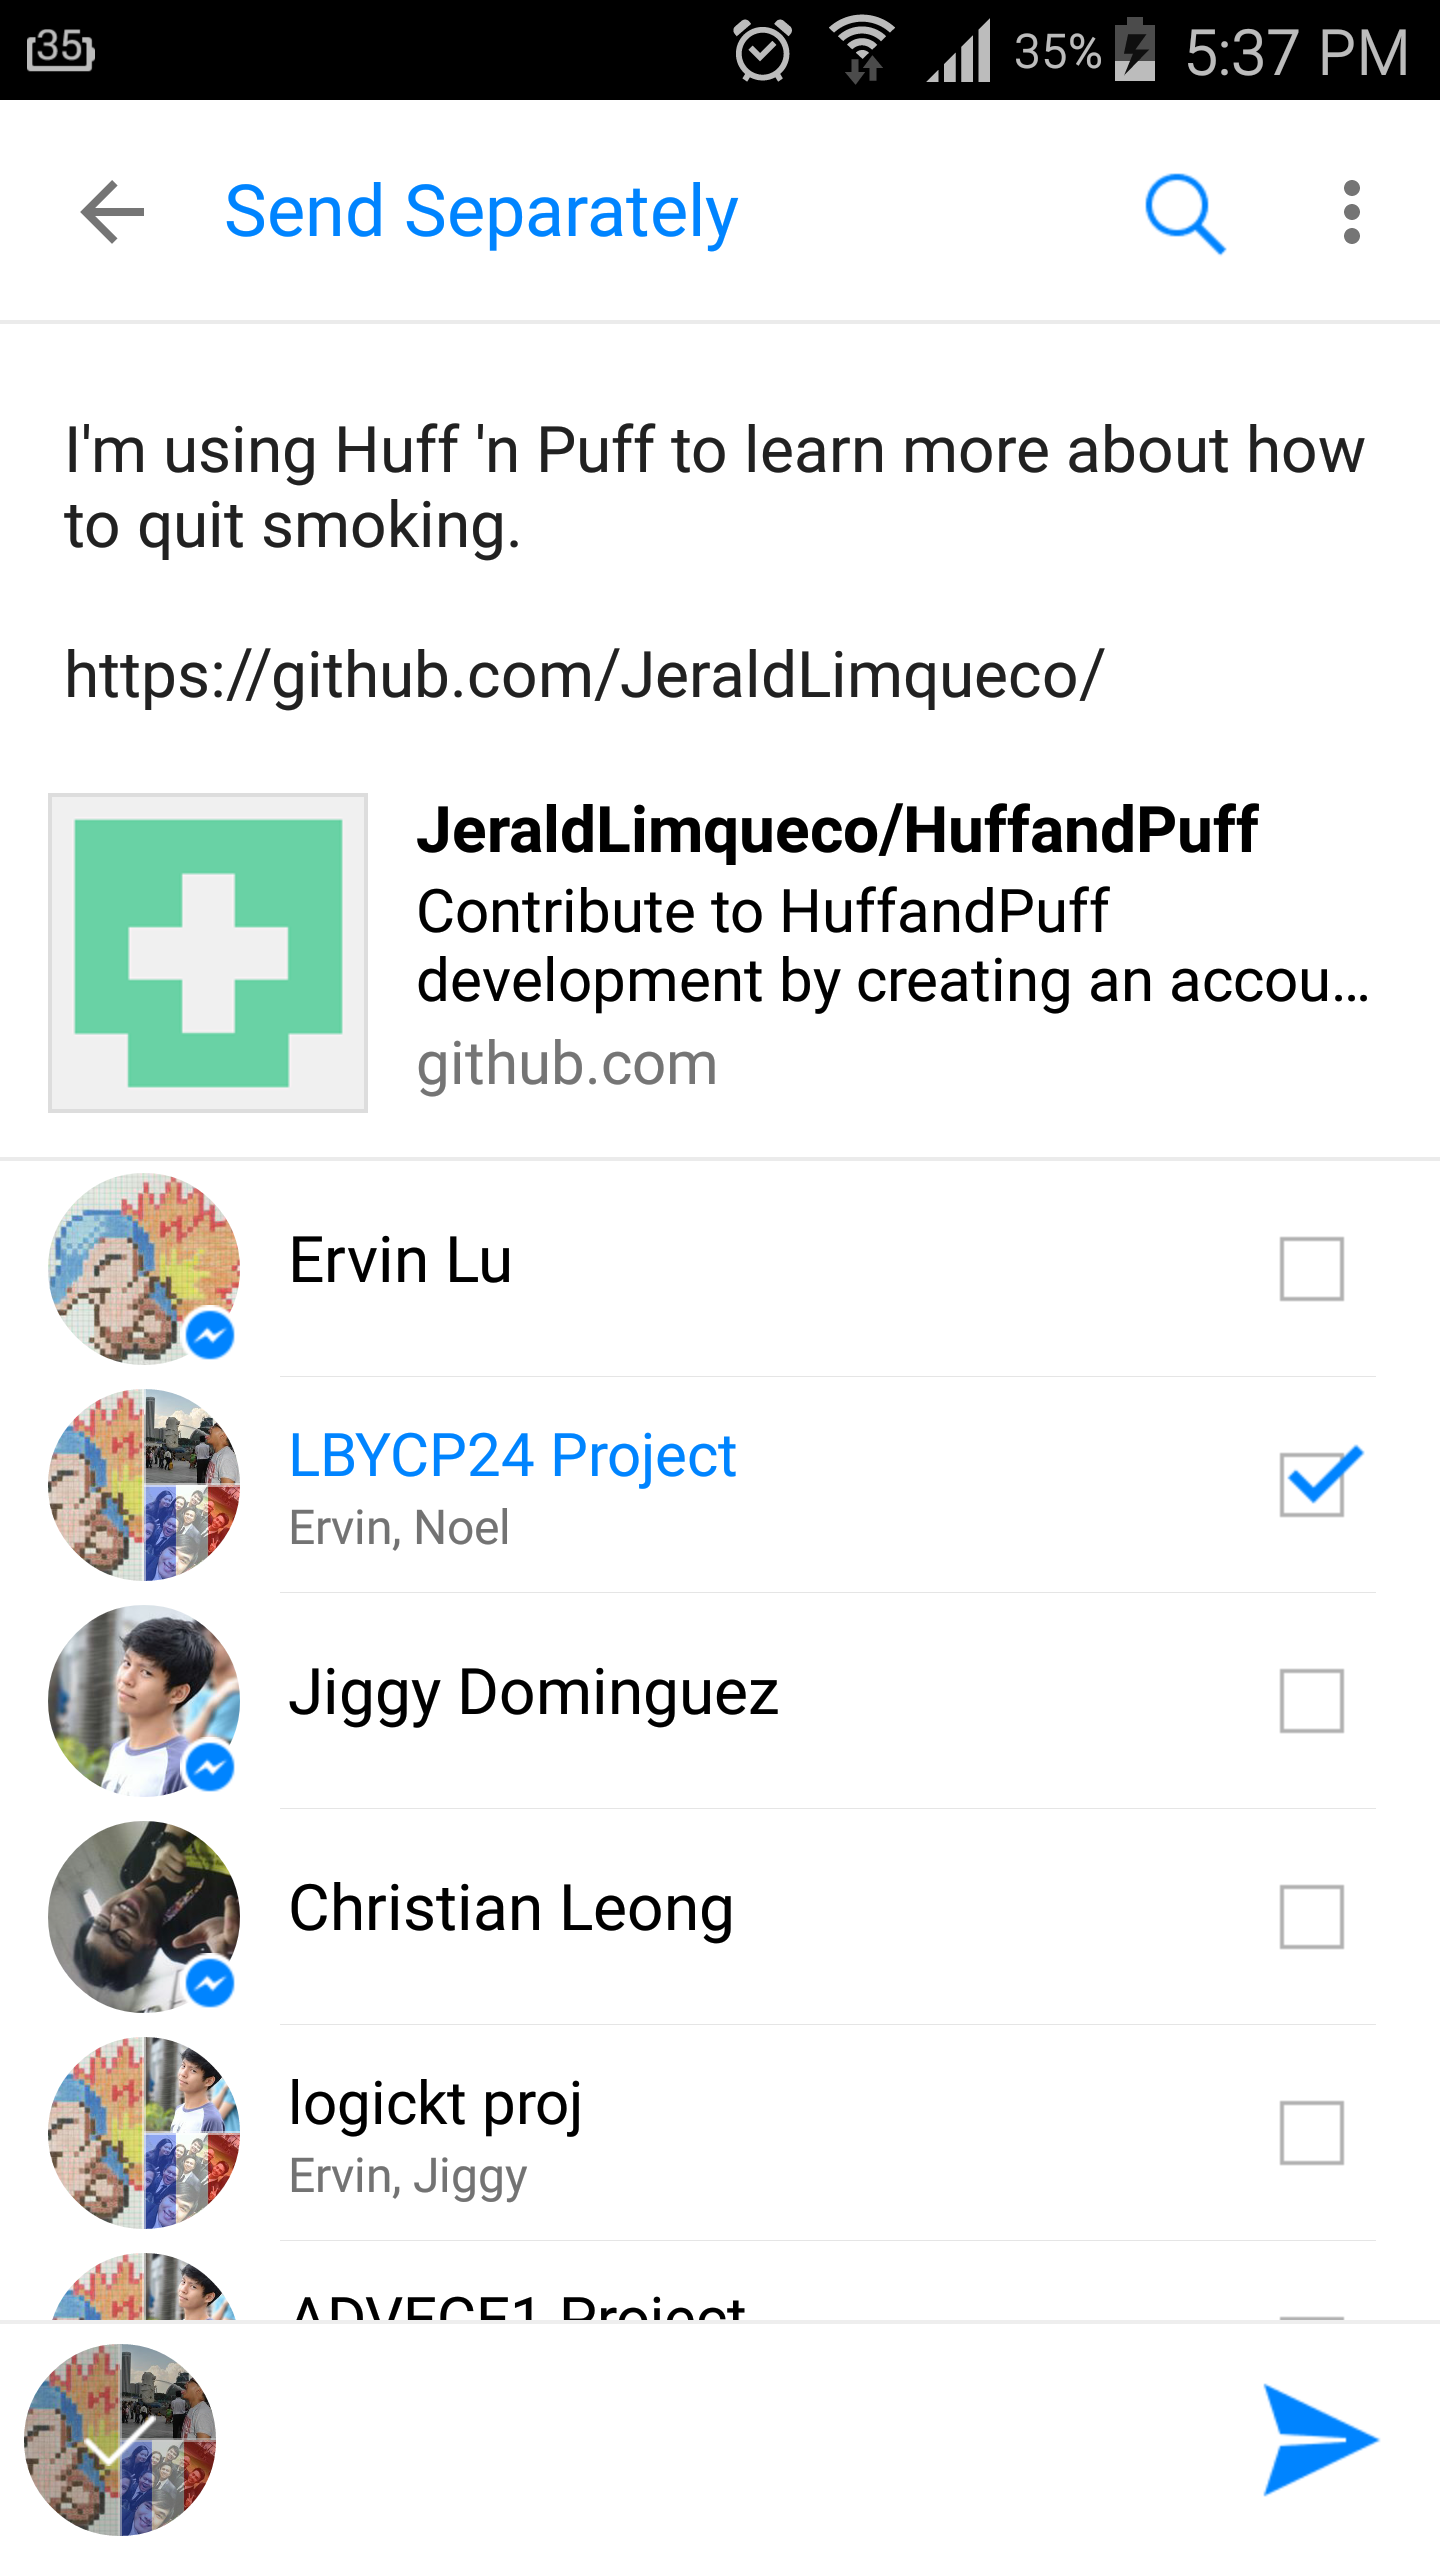 35
35% 5:37 PM
Send Separately
I'm using Huff 'n Puff to learn more about how
to quit smoking.
https://github.com/JeraldLimqueco/
JeraldLimqueco/HuffandPuff
Contribute to HuffandPuff
development by creating an accou...
github.com
Ervin Lu
LBYCP24 Project
Ervin, Noel
Jiggy Dominguez
Christian Leong
logickt proj
Ervin, Jiggy
ADVECE1 Project